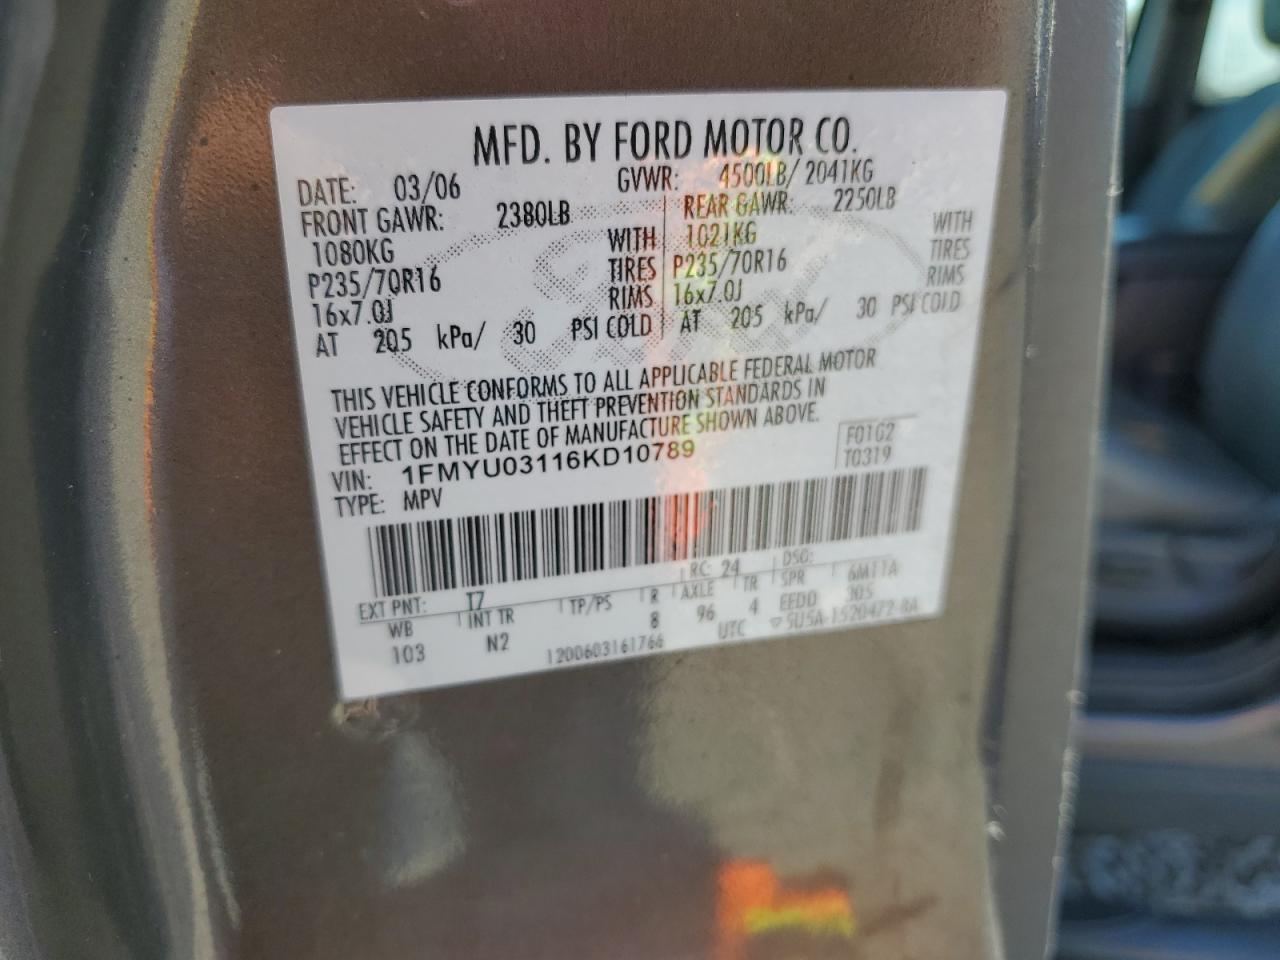 MFD. BY FORD MOTOR CO.
DATE: 03/06 GVWR: 4500LB/2041KG
FRONT GAWR: 2380LB REAR GAWR: 2250LB
1080KG WITH 1021KG WITH
P235/70R16 TIRES P235/70R16 TIRES
16x7.0J RIMS 16x7.0J RIMS
AT 205 kPa/ 30 PSI COLD AT 205 kPa/ 30 PSI COLD
THIS VEHICLE CONFORMS TO ALL APPLICABLE FEDERAL MOTOR
VEHICLE SAFETY AND THEFT PREVENTION STANDARDS IN
EFFECT ON THE DATE OF MANUFACTURE SHOWN ABOVE.
VIN: 1FMYU03116KD10789 F01G2
TYPE: MPV T0319
EXT PNT: T7 RC: 24 DSO:
WB INT TR TP/PS R AXLE TR SPR 6M11A
103 N2 8 96 4 EEDD 305
1200603161766 UTC ▽5U5A-1520472-BA